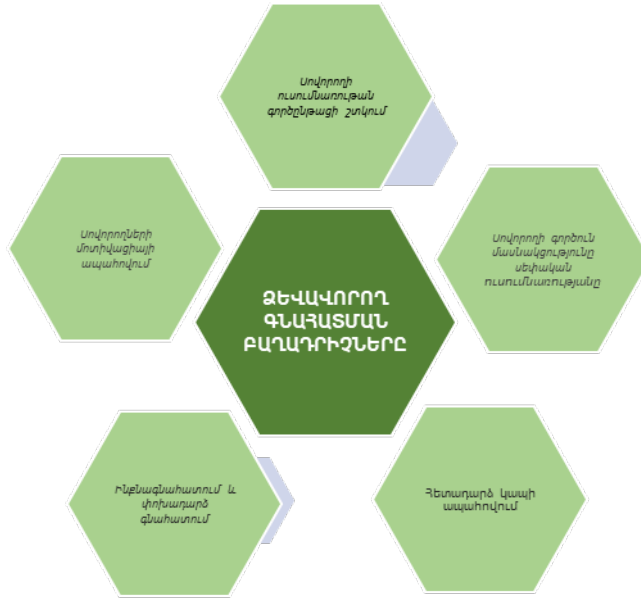 Սովորողի
ուսումնառության
գործընթացի շտկում
Սովորողների
մոտիվացիայի
ապահովում
Սովորողի գործուն
մասնակցությունը
սեփական
ուսումնառությանը
ՁԵՎԱՎՈՐՈՂ
ԳՆԱՀԱՏՄԱՆ
ԲԱՂԱԴՐԻՉՆԵՐԸ
Ինքնագնահատում և
փոխադարձ
գնահատում
Հետադարձ կապի
ապահովում